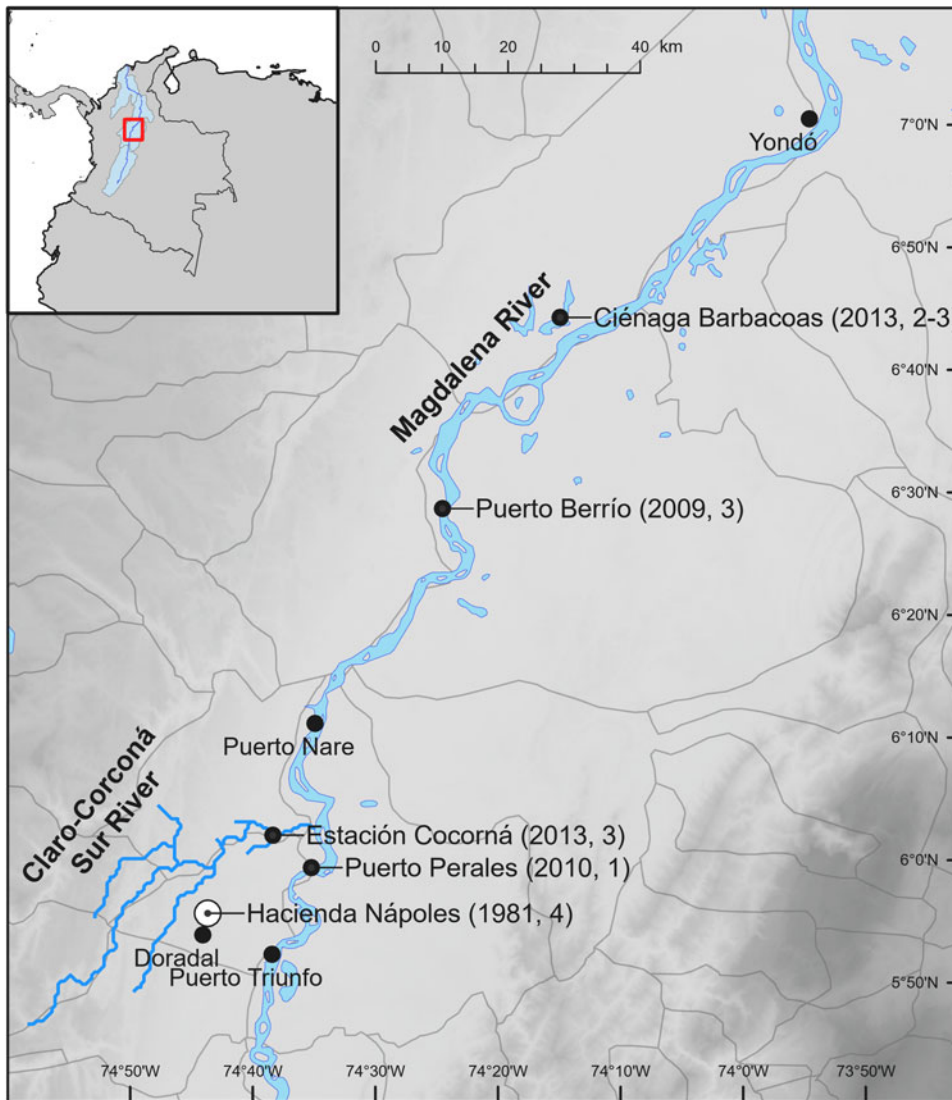 0 20 40 km
0 10 20
7°0'N
Yondó
6°50'N
Magdalena River
Ciénaga Barbacoas (2013, 2-3
6°40'N
6°30'N
Puerto Berrío (2009, 3)
6°20'N
Puerto Nare
6°10'N
Claro-Corconá
Sur River
Estación Cocorná (2013, 3)
6°0'N
Puerto Perales (2010, 1)
Hacienda Nápoles (1981, 4)
Doradal
Puerto Triunfo
5°50'N
74°50'W 74°40'W 74°30'W 74°20'W 74°10'W 74°0'W 73°50'W